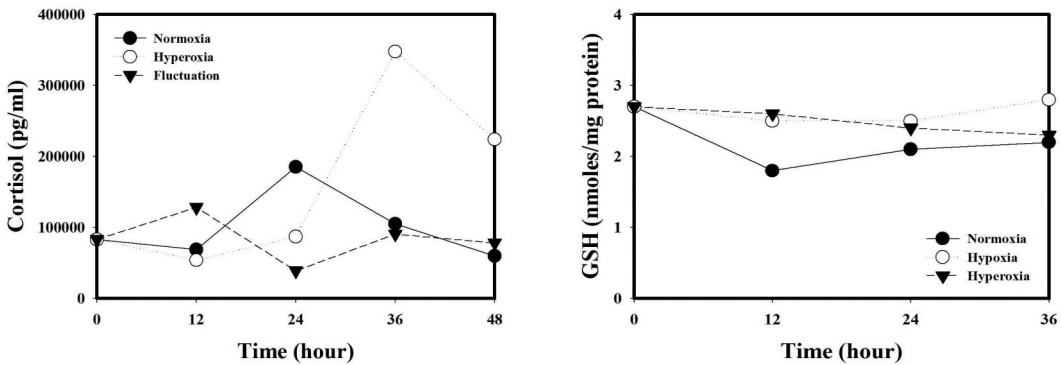 400000
300000
200000
100000
0
Cortisol (pg/ml)
Normoxia
Hyperoxia
Fluctuation
0 12 24 36 48
Time (hour)
4
3
2
1
0
GSH (nmoles/mg protein)
Normoxia
Hypoxia
Hyperoxia
0 12 24 36
Time (hour)